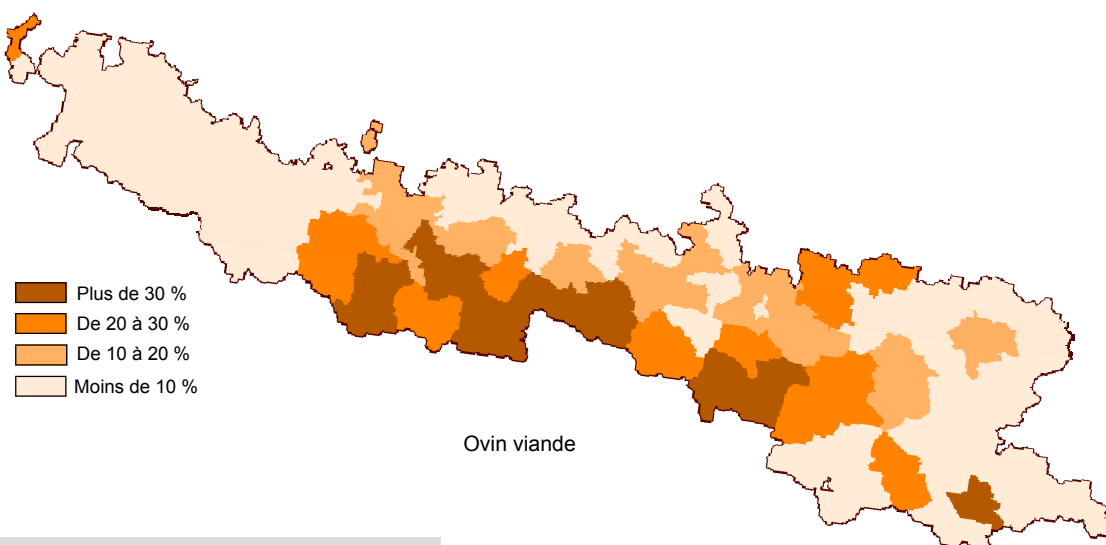 Plus de 30 %
De 20 à 30 %
De 10 à 20 %
Moins de 10 %
Ovin viande